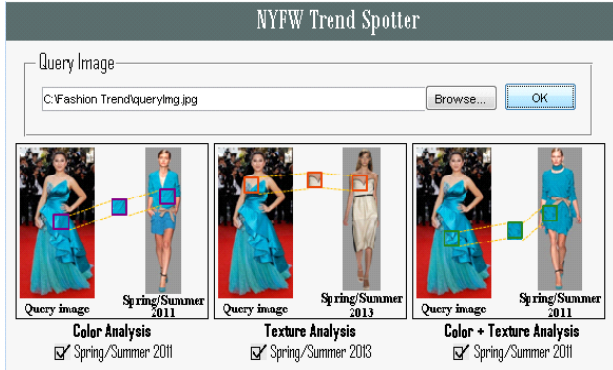 NYFW Trend Spotter
Query Image
C:\Fashion Trend\queryImg.jpg
Browse...
OK
Query image
Spring/Summer
2011
Query image
Spring/Summer
2013
Query image
Spring/Summer
2011
Color Analysis
Texture Analysis
Color + Texture Analysis
Spring/Summer 2011
Spring/Summer 2013
Spring/Summer 2011